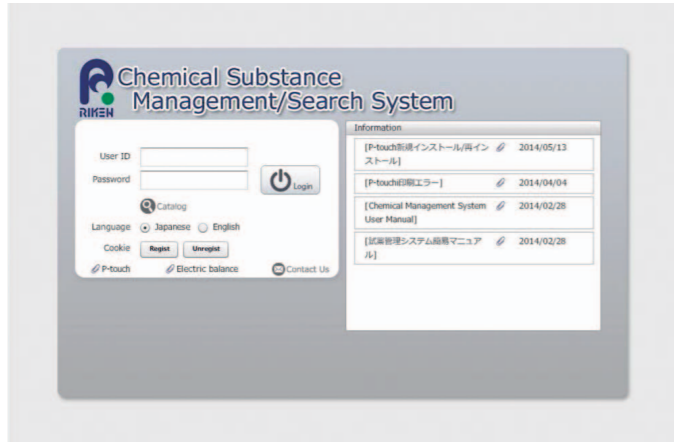 RIKEN
Chemical Substance
Management/Search System
User ID
Password
Login
Catalog
Language Japanese English
Cookie Regist Unregist
P-touch Electric balance Contact Us
Information
[P-touch新規インストール/再イン 2014/05/13
ストール]
[P-touch印刷エラー] 2014/04/04
[Chemical Management System 2014/02/28
User Manual]
[試薬管理システム簡易マニュア 2014/02/28
ル]